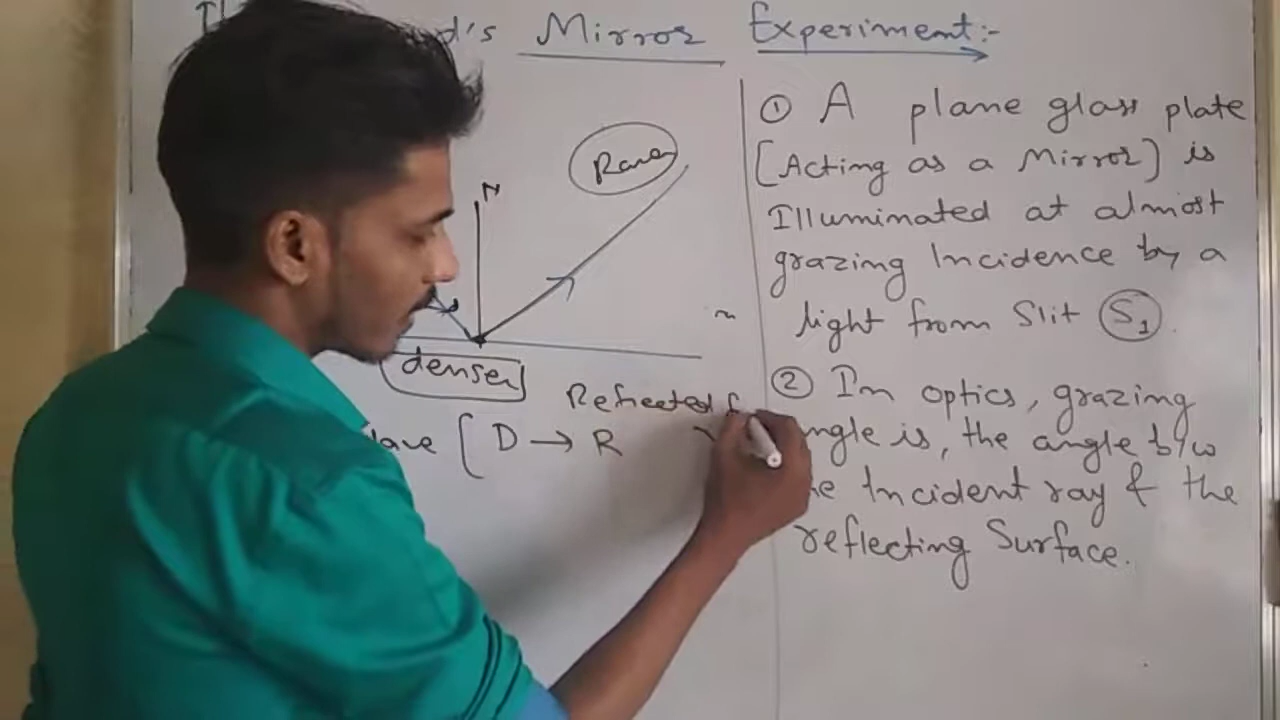 Mirror Experiment:-
N
Rarer
denser
Reflected f
[ D → R
① A plane glass plate
[Acting as a Mirror] is
Illuminated at almost
grazing Incidence by a
light from Slit S1
② In optics, grazing
angle is, the angle b/w
Incident ray & the
reflecting Surface.